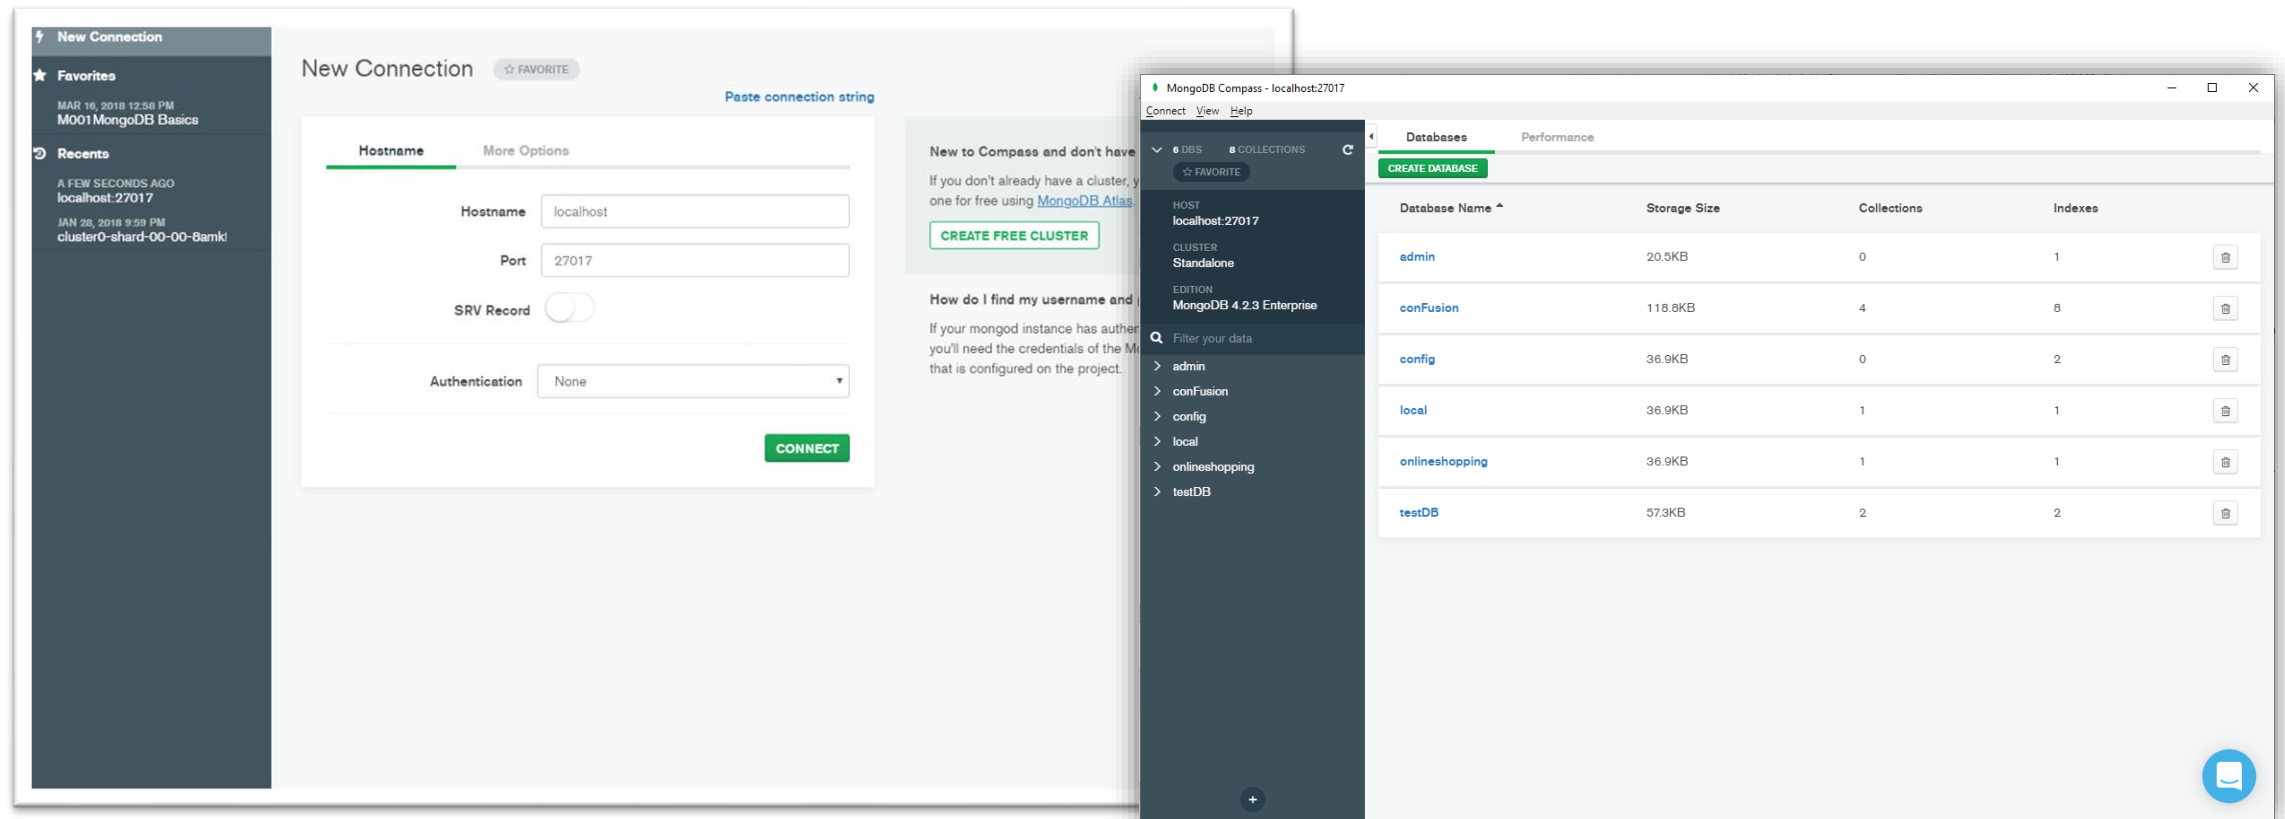 New Connection
Favorites
MAR 16, 2018 12:58 PM
M001 MongoDB Basics
Recents
A FEW SECONDS AGO
localhost:27017
JAN 28, 2018 9:59 PM
cluster0-shard-00-00-8amk
New Connection
FAVORITE
Paste connection string
Hostname More Options
Hostname localhost
Port 27017
SRV Record
Authentication None
CONNECT
New to Compass and don't have
If you don't already have a cluster, y
one for free using MongoDB Atlas.
CREATE FREE CLUSTER
How do I find my username and
If your mongod instance has auther
you'll need the credentials of the M
that is configured on the project.
MongoDB Compass - localhost:27017
Connect View Help
6 DBS 8 COLLECTIONS
FAVORITE
HOST
localhost:27017
CLUSTER
Standalone
EDITION
MongoDB 4.2.3 Enterprise
Filter your data
admin
conFusion
config
local
onlineshopping
testDB
Databases Performance
CREATE DATABASE
Database Name Storage Size Collections Indexes
admin 20.5KB 0 1
conFusion 118.8KB 4 8
config 36.9KB 0 2
local 36.9KB 1 1
onlineshopping 36.9KB 1 1
testDB 57.3KB 2 2